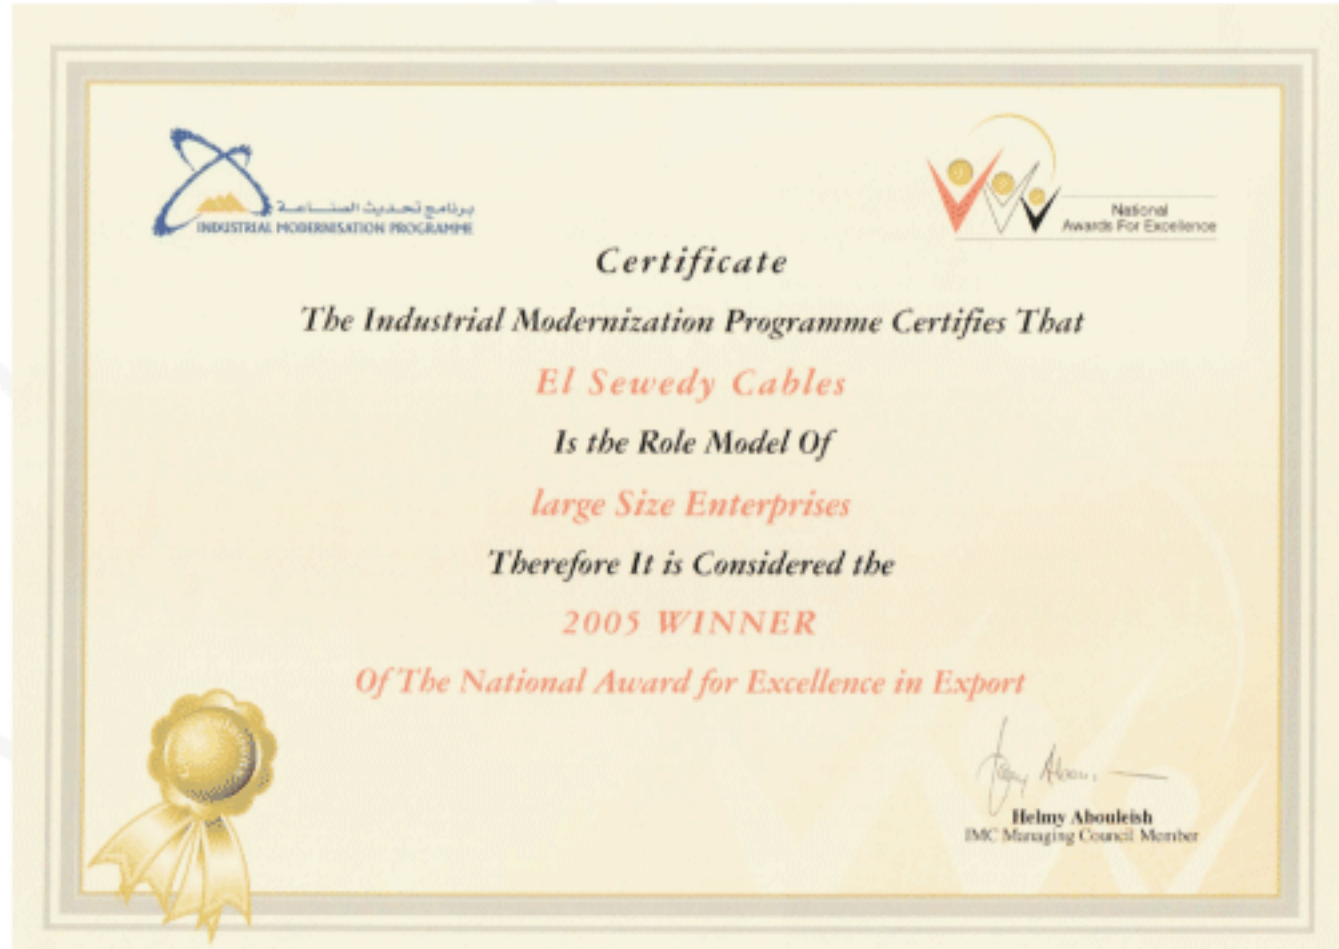 برنامج تحديث الصناعة
INDUSTRIAL MODERNISATION PROGRAMME
National
Awards For Excellence
Certificate
The Industrial Modernization Programme Certifies That
El Sewedy Cables
Is the Role Model Of
large Size Enterprises
Therefore It is Considered the
2005 WINNER
Of The National Award for Excellence in Export
Helmy Abouleish
IMC Managing Council Member